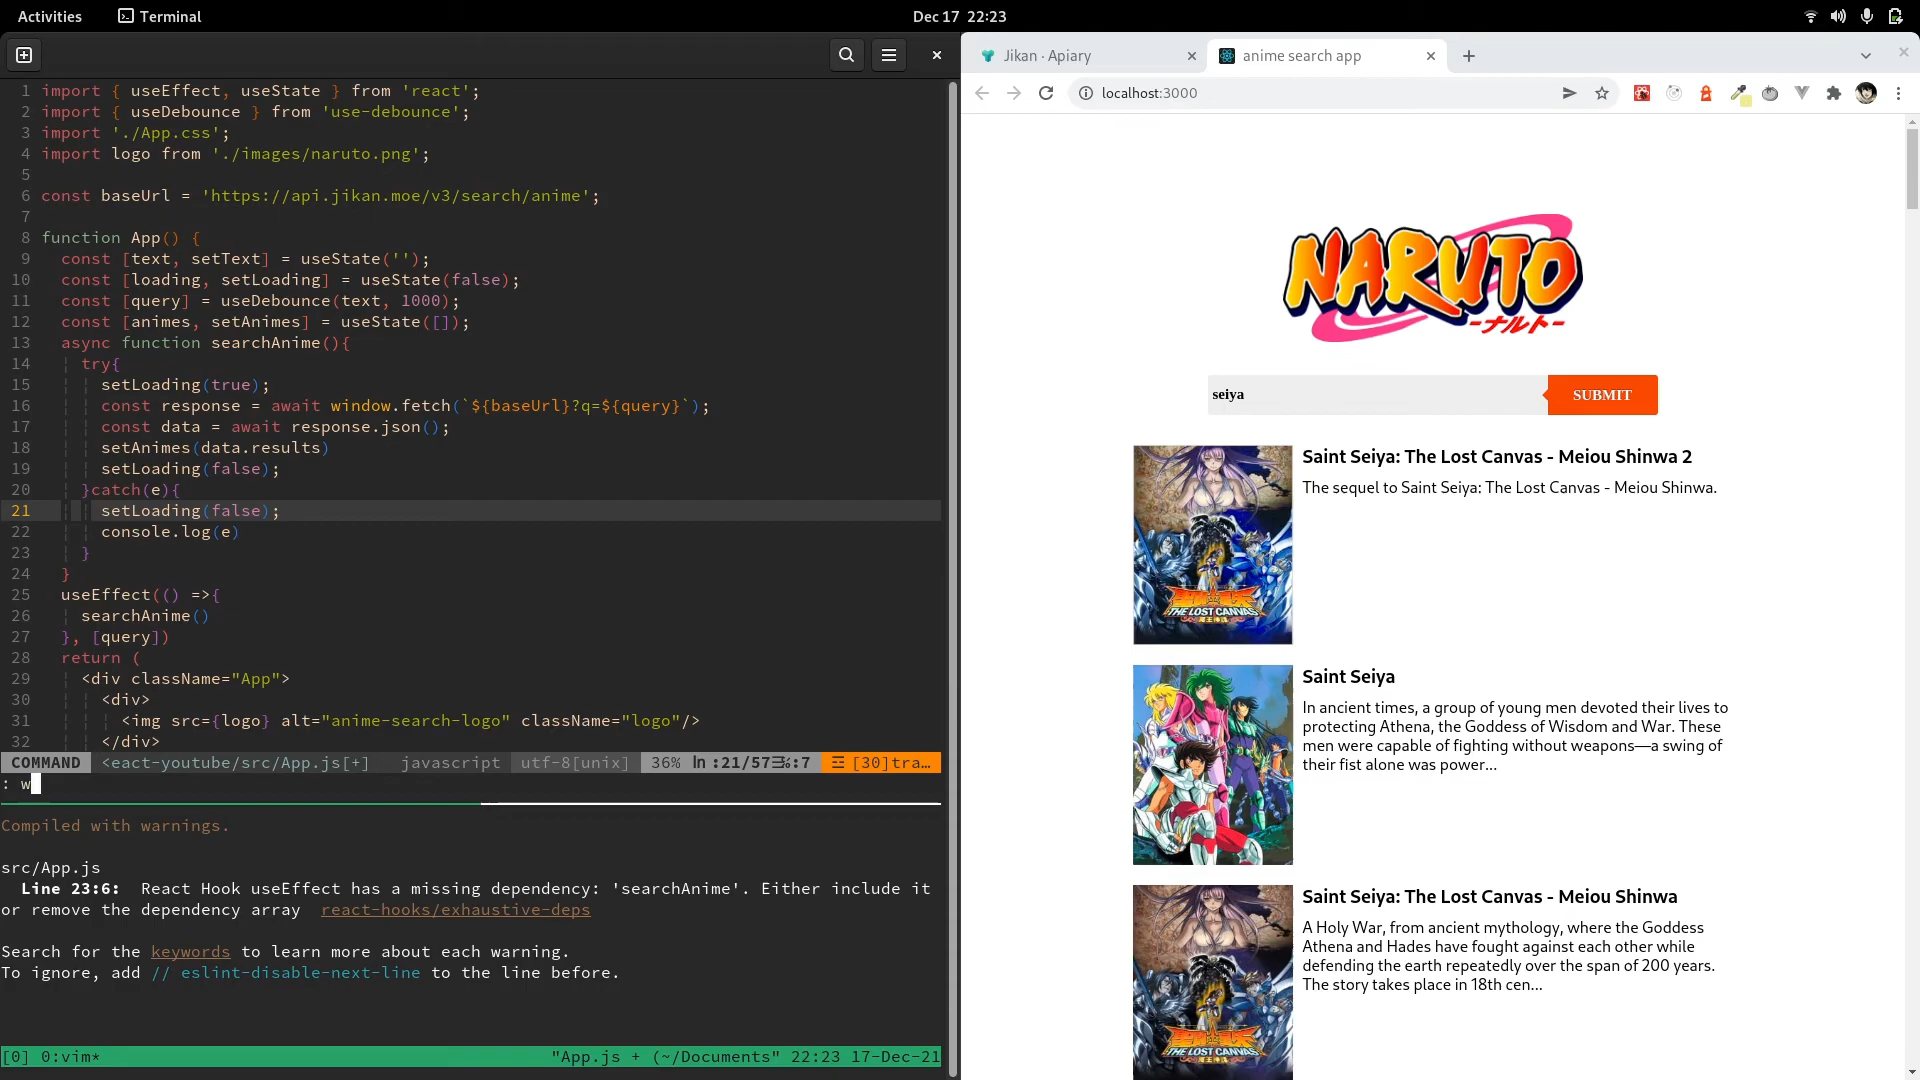 Activities
Terminal
Dec 17 22:23
1 import { useEffect, useState } from 'react';
2 import { useDebounce } from 'use-debounce';
3 import './App.css';
4 import logo from './images/naruto.png';
5
6 const baseUrl = 'https://api.jikan.moe/v3/search/anime';
7
8 function App() {
9 const [text, setText] = useState('');
10 const [loading, setLoading] = useState(false);
11 const [query] = useDebounce(text, 1000);
12 const [animes, setAnimes] = useState([]);
13 async function searchAnime(){
14 try{
15 setLoading(true);
16 const response = await window.fetch(`${baseUrl}?q=${query}`);
17 const data = await response.json();
18 setAnimes(data.results)
19 setLoading(false);
20 }catch(e){
21 setLoading(false);
22 console.log(e)
23 }
24 }
25 useEffect(() =>{
26 searchAnime()
27 }, [query])
28 return (
29 <div className="App">
30 <div>
31 <img src={logo} alt="anime-search-logo" className="logo"/>
32 </div>
COMMAND <eact-youtube/src/App.js[+] javascript utf-8[unix] 36% ln :21/57☰%:7 ☲ [30]tra…
: w
Compiled with warnings.
src/App.js
Line 23:6: React Hook useEffect has a missing dependency: 'searchAnime'. Either include it
or remove the dependency array react-hooks/exhaustive-deps
Search for the keywords to learn more about each warning.
To ignore, add // eslint-disable-next-line to the line before.
[0] 0:vim* "App.js + (~/Documents" 22:23 17-Dec-21
Jikan · Apiary
anime search app
localhost:3000
NARUTO
-ナルト-
seiya
SUBMIT
Saint Seiya: The Lost Canvas - Meiou Shinwa 2
The sequel to Saint Seiya: The Lost Canvas - Meiou Shinwa.
THE LOST CANVAS
Saint Seiya
In ancient times, a group of young men devoted their lives to
protecting Athena, the Goddess of Wisdom and War. These
men were capable of fighting without weapons—a swing of
their fist alone was power...
Saint Seiya: The Lost Canvas - Meiou Shinwa
A Holy War, from ancient mythology, where the Goddess
Athena and Hades have fought against each other while
defending the earth repeatedly over the span of 200 years.
The story takes place in 18th cen...
THE LOST CANVAS